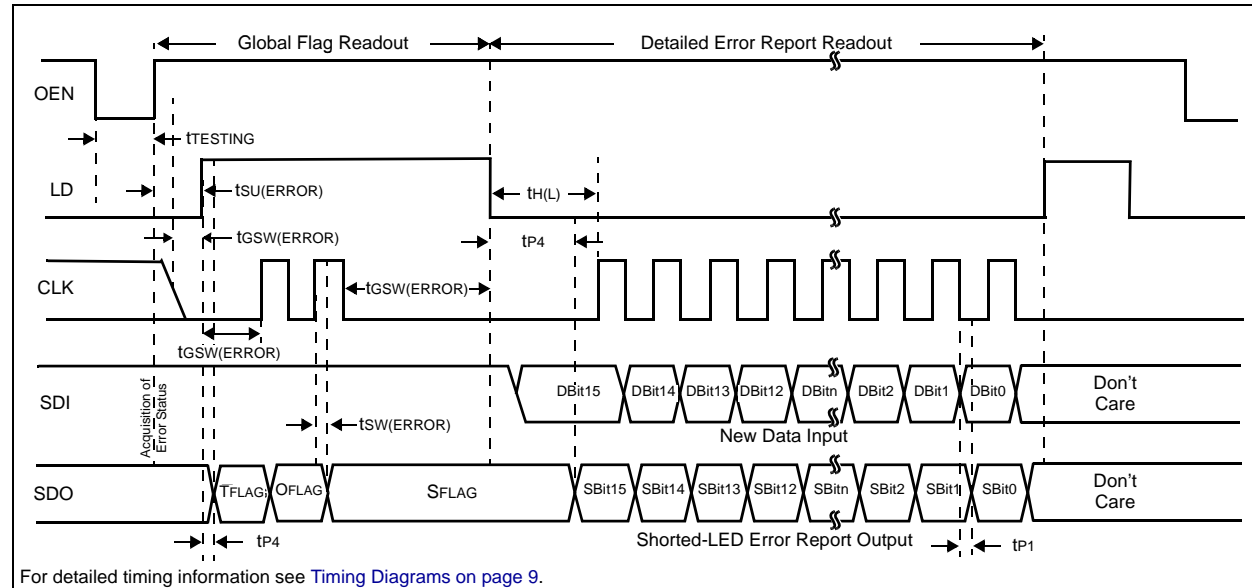 Global Flag Readout
Detailed Error Report Readout
OEN
tTESTING
LD
tSU(ERROR)
tH(L)
tGSW(ERROR)
tP4
CLK
tGSW(ERROR)
tGSW(ERROR)
Acquisition of
Error Status
SDI
DBit15 DBit14 DBit13 DBit12 DBitn DBit2 DBit1 DBit0
Don't
Care
tSW(ERROR)
New Data Input
SDO
TFLAG OFLAG SFLAG SBit15 SBit14 SBit13 SBit12 SBitn SBit2 SBit1 SBit0
Don't
Care
tP4
Shorted-LED Error Report Output
tP1
For detailed timing information see Timing Diagrams on page 9.